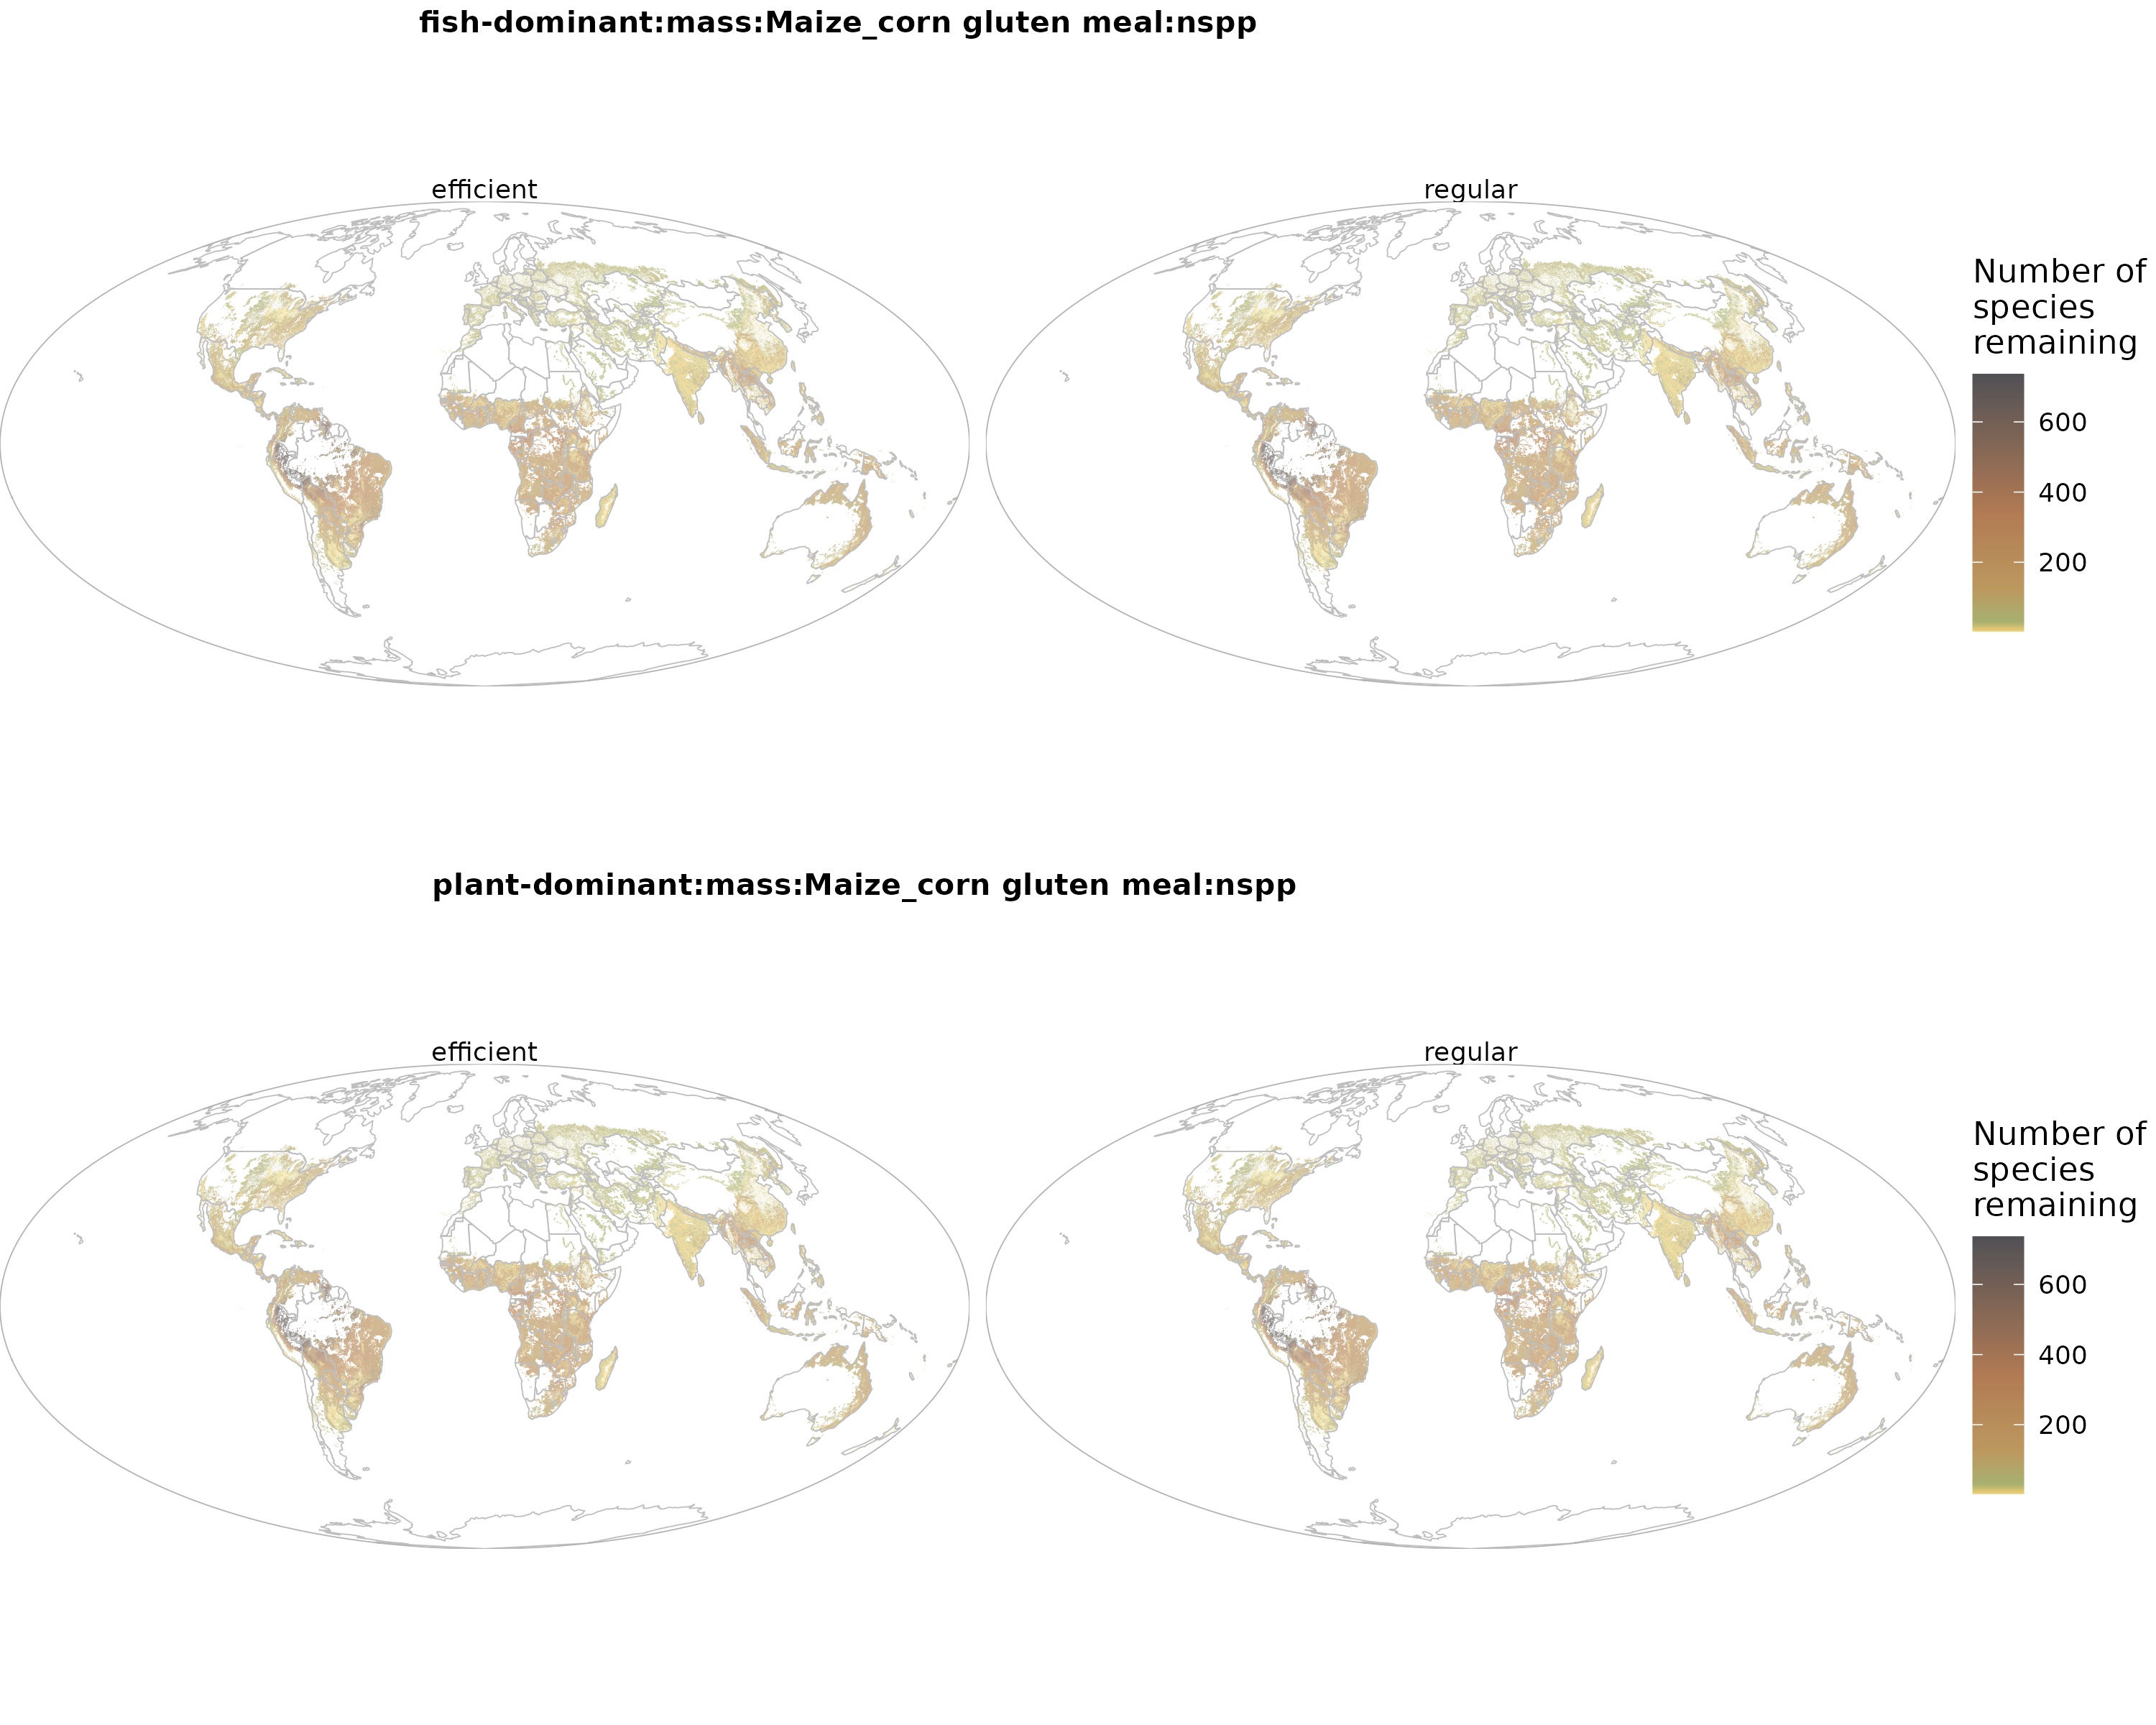 fish-dominant:mass:Maize_corn gluten meal:nspp
efficient
regular
Number of
species
remaining
600
400
200
plant-dominant:mass:Maize_corn gluten meal:nspp
efficient
regular
Number of
species
remaining
600
400
200